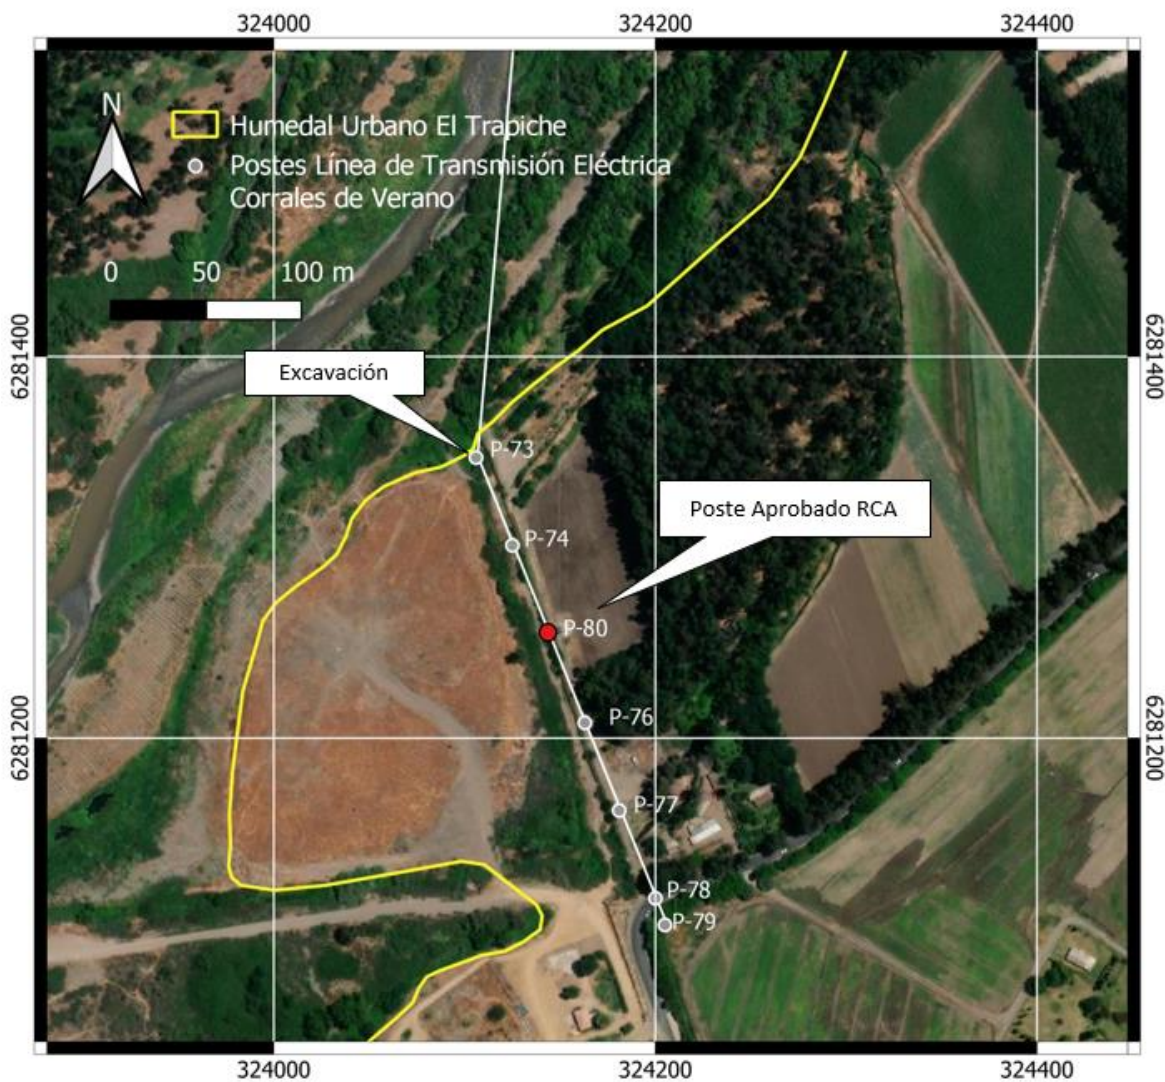 324000
324200
324400
N
Humedal Urbano El Trapiche
Postes Línea de Transmisión Eléctrica
Corrales de Verano
0 50 100 m
6281400
6281400
Excavación
P-73
Poste Aprobado RCA
P-74
P-80
P-76
6281200
6281200
P-77
P-78
P-79
324000
324200
324400